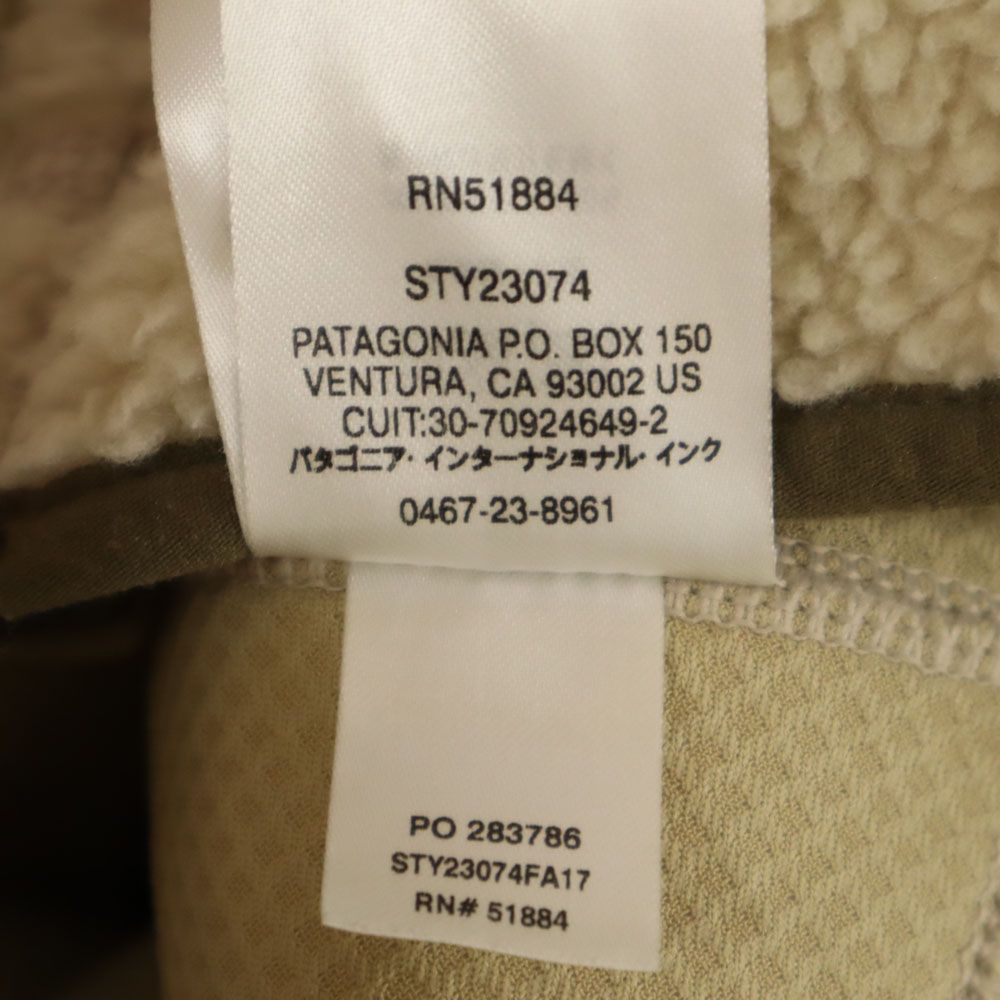 RN51884
STY23074
PATAGONIA P.O. BOX 150
VENTURA, CA 93002 US
CUIT:30-70924649-2
パタゴニア・インターナショナル・インク
0467-23-8961
PO 283786
STY23074FA17
RN# 51884